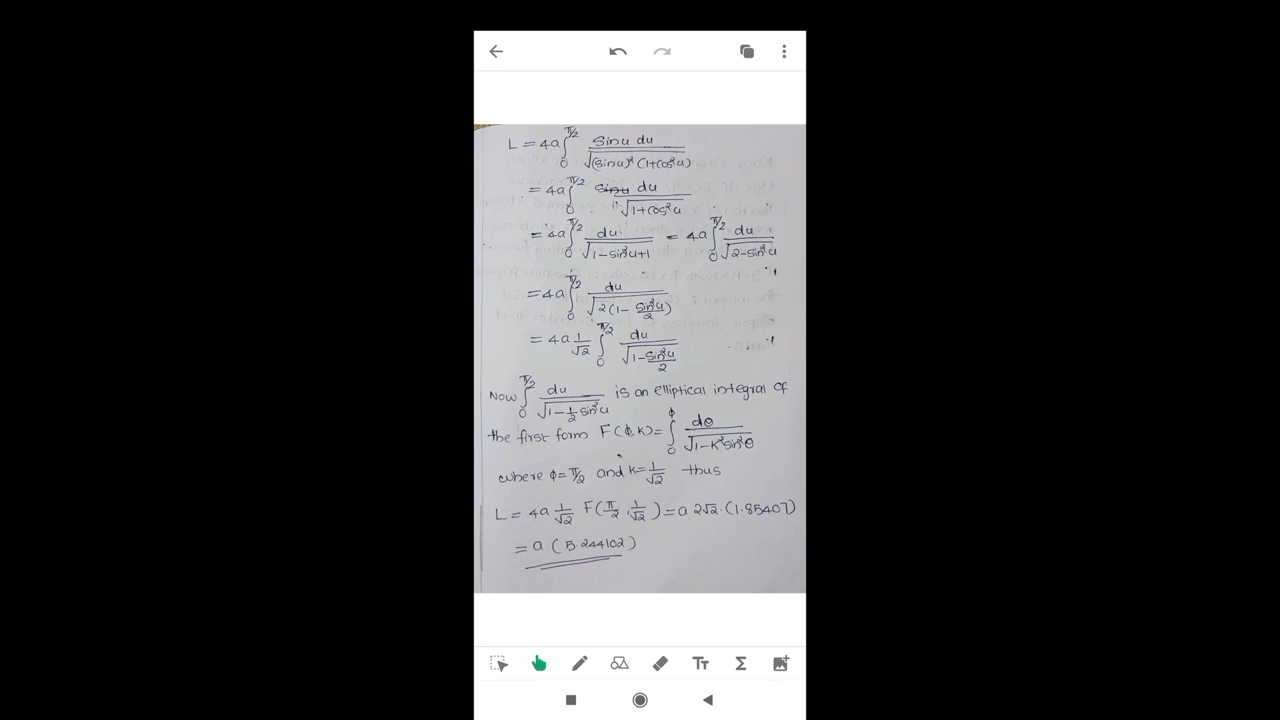 L = 4a ∫₀^{π/2} sinu du / √((sinu)² (1+cos²u))
= 4a ∫₀^{π/2} du / √(1+cos²u)
= 4a ∫₀^{π/2} du / √(1-sin²u+1) = 4a ∫₀^{π/2} du / √(2-sin²u)
= 4a ∫₀^{π/2} du / √(2(1- sin²u/2))
= 4a 1/√2 ∫₀^{π/2} du / √(1- sin²u/2)
Now ∫₀^{π/2} du / √(1- 1/2 sin²u) is an elliptical integral of
the first form F(ϕ,k)= ∫₀^ϕ dθ / √(1-k²sin²θ)
where ϕ=π/2 and k=1/√2 thus
L = 4a 1/√2 F(π/2, 1/√2) = a 2√2.(1.85407)
= a (5.244102)
Tт
Σ